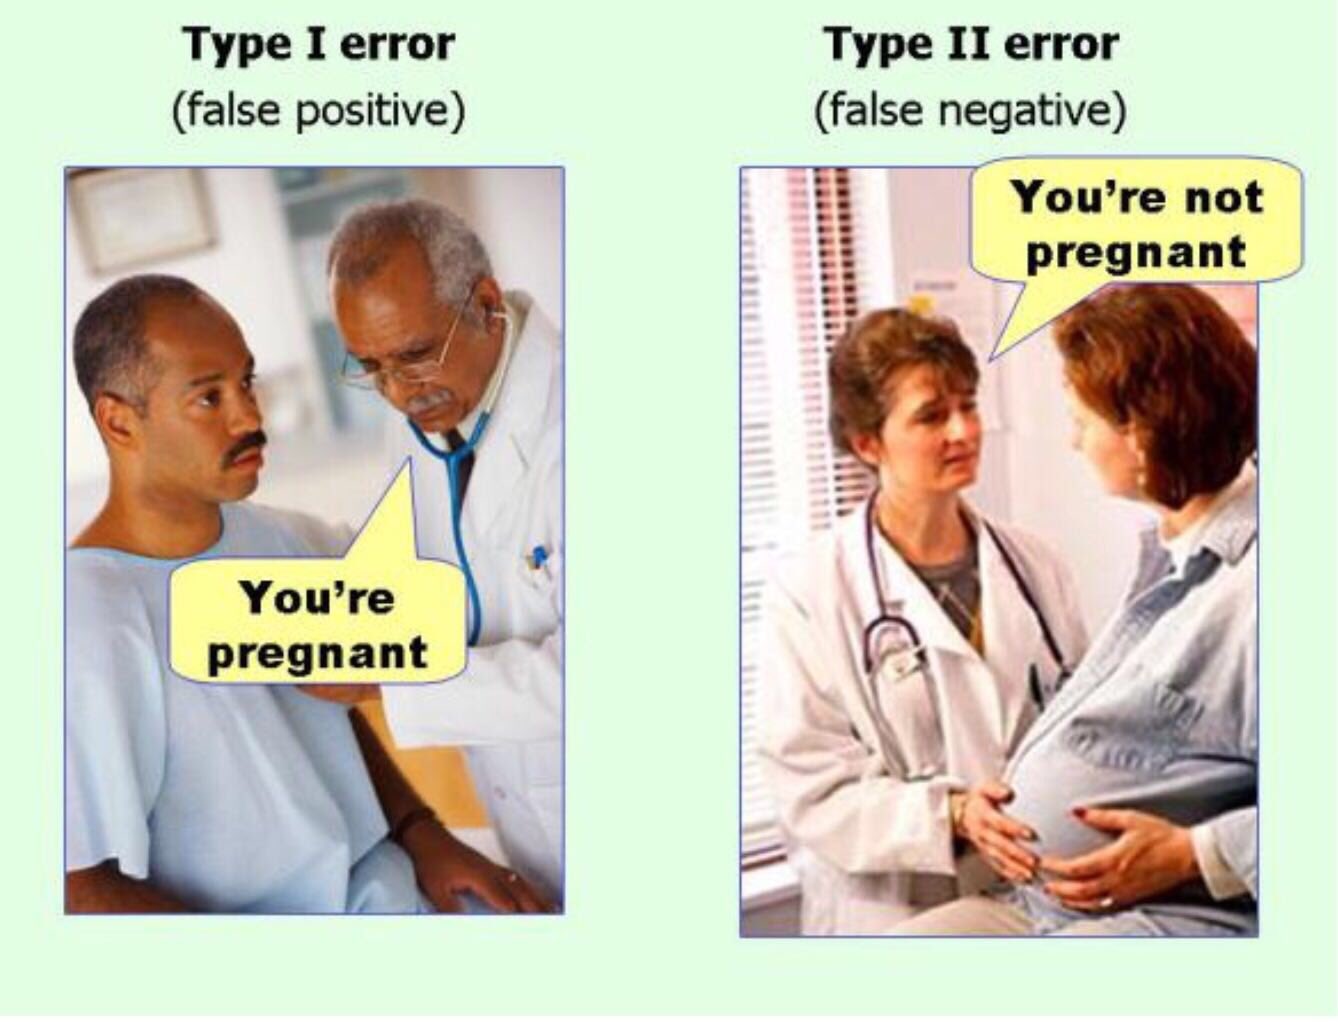 Type I error
(false positive)
You're
pregnant
Type II error
(false negative)
You're not
pregnant